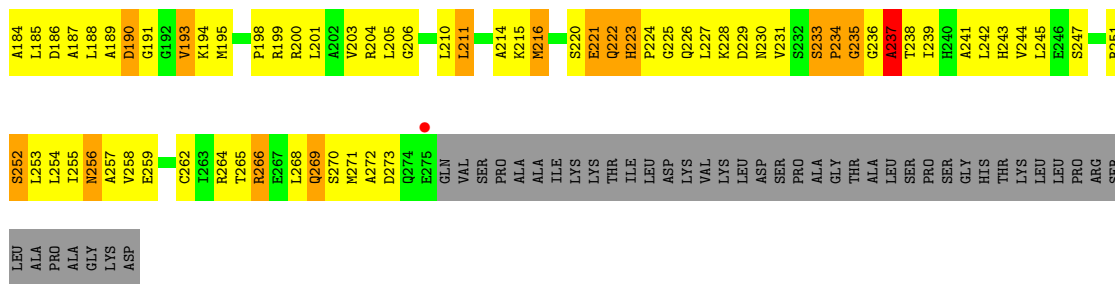 A184 L185 D186 A187 L188 A189 D190 G191 G192 V193 K194 M195 P198 R199 R200 L201 A202 V203 R204 L205 G206 L210 L211 A214 K215 M216 S220 E221 Q222 H223 P224 G225 Q226 L227 K228 D229 N230 V231 S232 S233 P234 G235 G236 A237 T238 I239 H240 A241 L242 H243 V244 L245 E246 S247
S252 L253 L254 I255 N256 A257 V258 E259 C262 I263 R264 T265 R266 E267 L268 Q269 S270 M271 A272 D273 Q274 E275 GLN VAL SER PRO ALA ALA ILE LYS LYS THR ILE LEU ASP LYS VAL LYS LEU ASP SER PRO ALA GLY THR ALA LEU SER PRO SER GLY HIS THR LYS LEU LEU PRO ARG SER
LEU ALA PRO ALA GLY LYS ASP